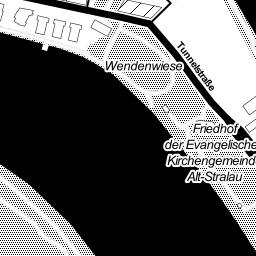 Wendenwiese
Tunnelstraße
Friedhof
der Evangelische
Kirchengemeind
Alt-Stralau